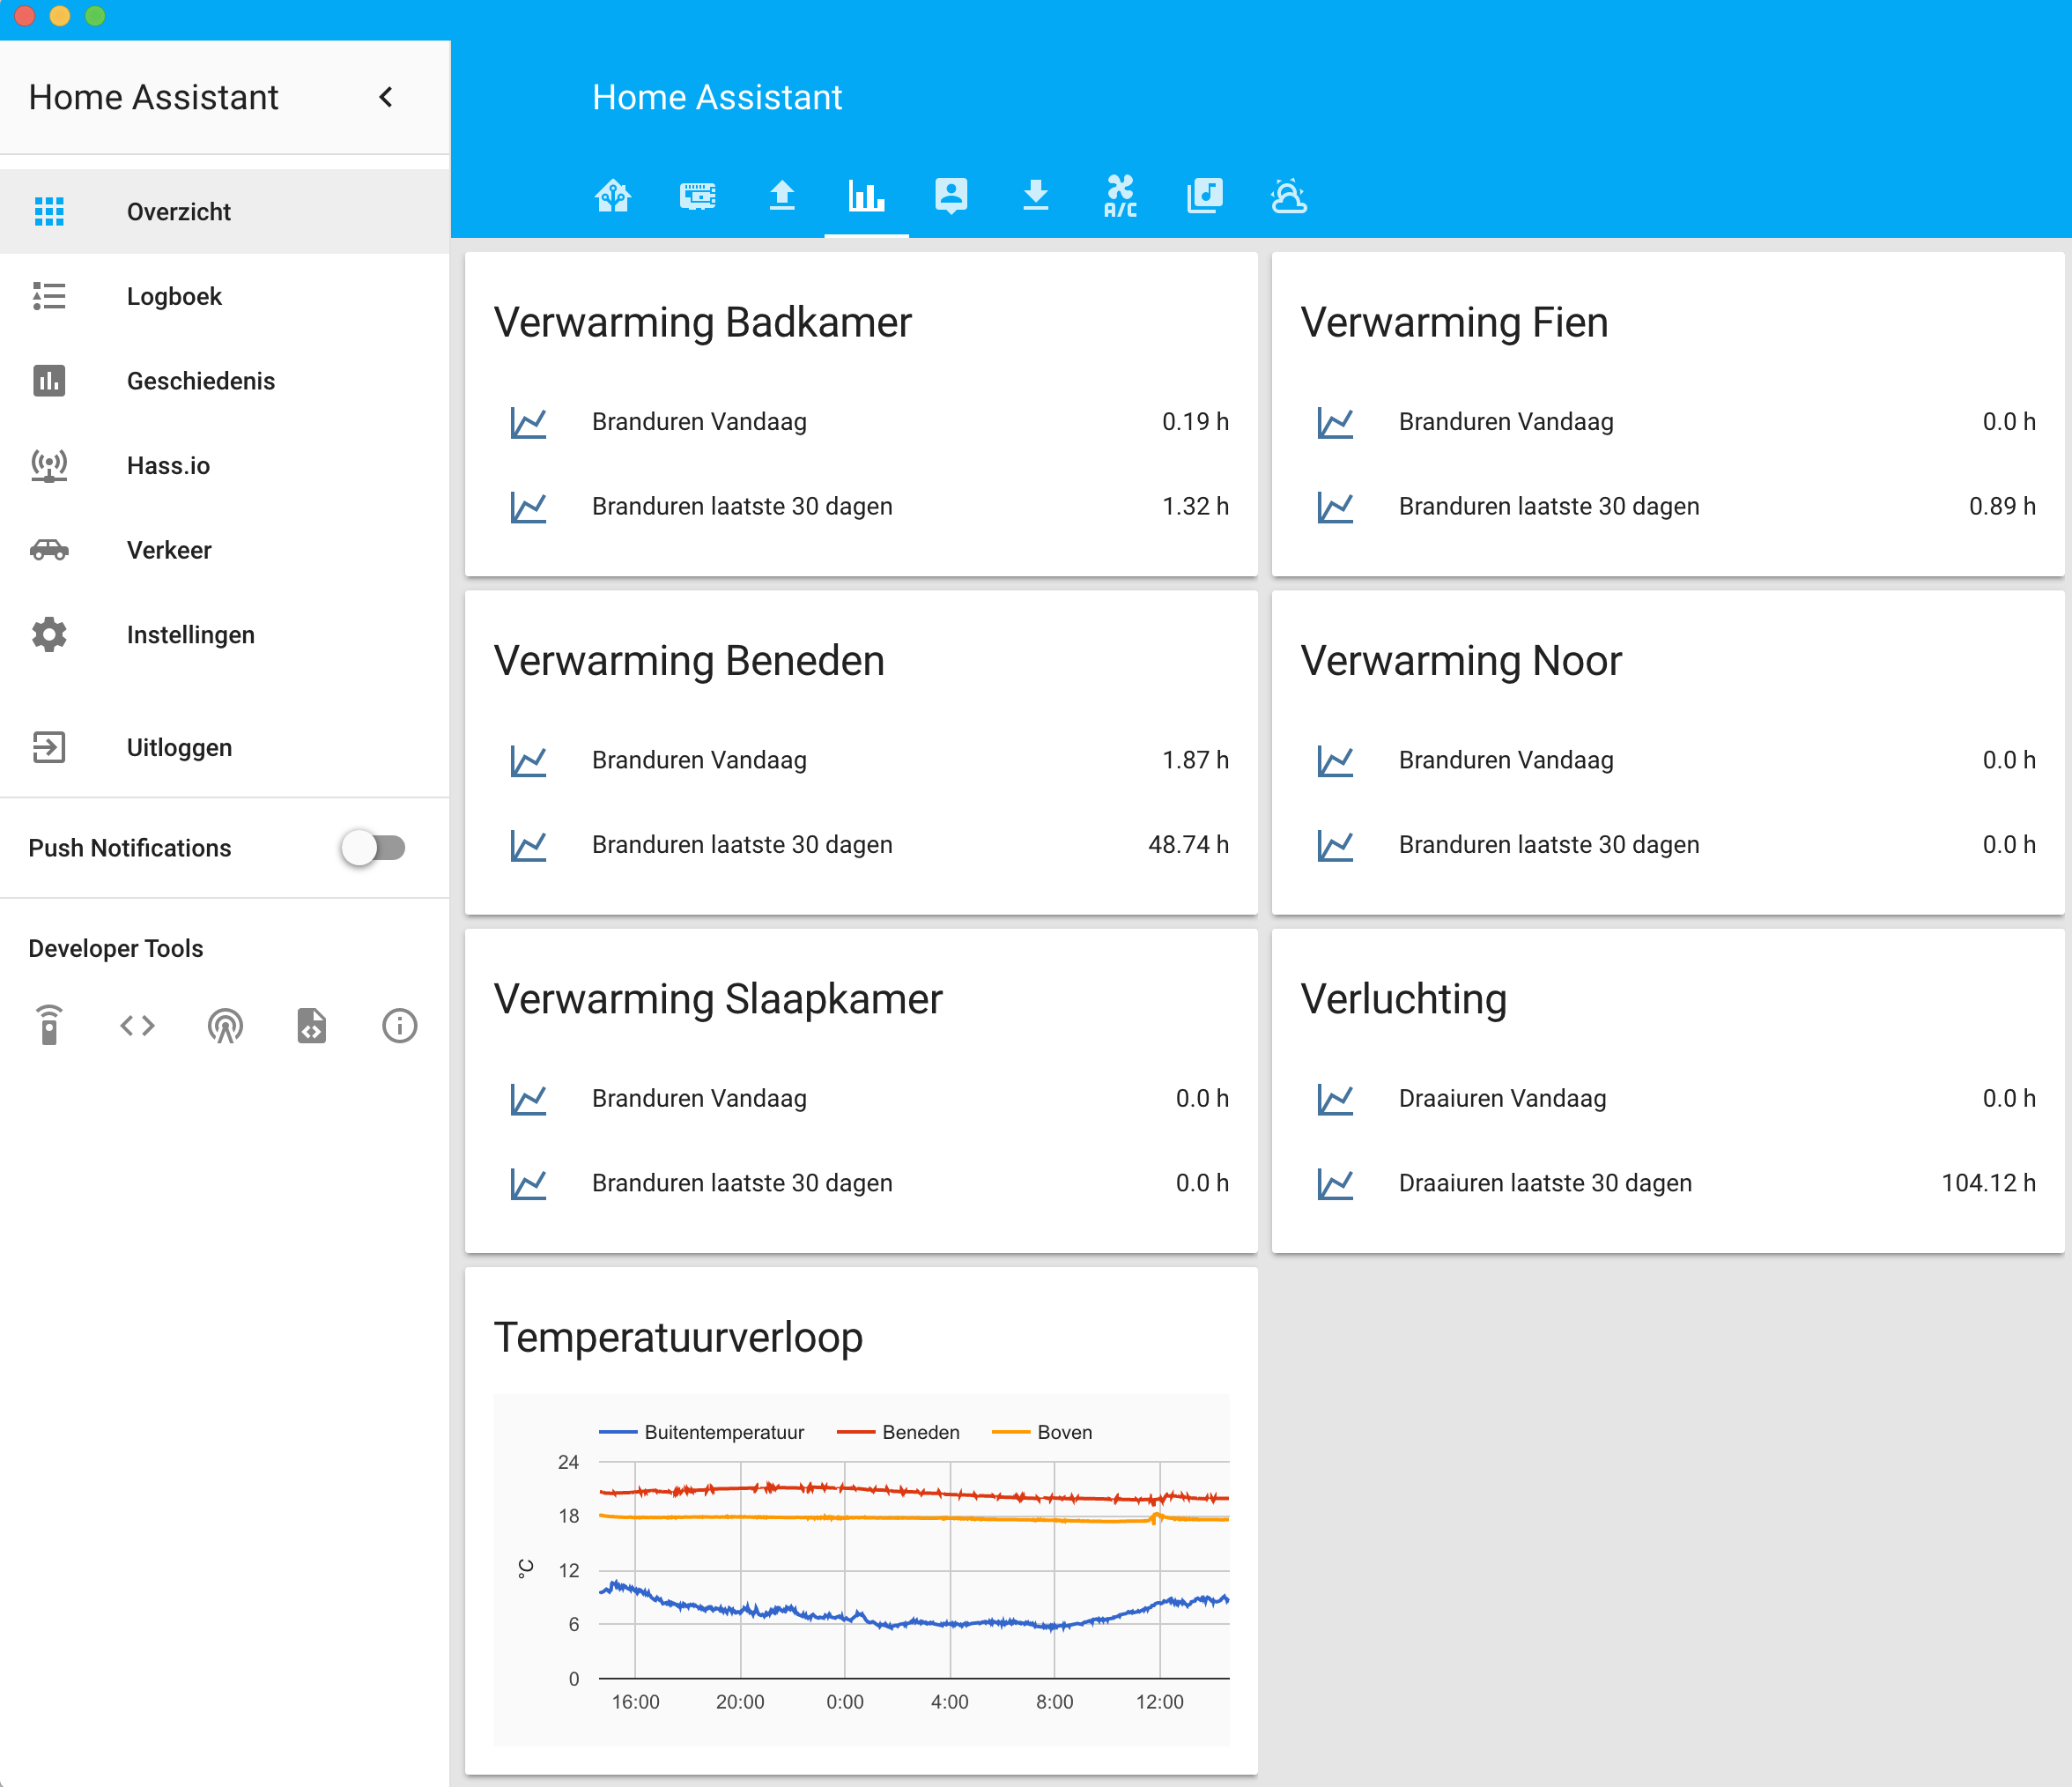 Home Assistant
Overzicht
Logboek
Geschiedenis
Hass.io
Verkeer
Instellingen
Uitloggen
Push Notifications
Developer Tools
Home Assistant
A/C
Verwarming Badkamer
Branduren Vandaag 0.19 h
Branduren laatste 30 dagen 1.32 h
Verwarming Fien
Branduren Vandaag 0.0 h
Branduren laatste 30 dagen 0.89 h
Verwarming Beneden
Branduren Vandaag 1.87 h
Branduren laatste 30 dagen 48.74 h
Verwarming Noor
Branduren Vandaag 0.0 h
Branduren laatste 30 dagen 0.0 h
Verwarming Slaapkamer
Branduren Vandaag 0.0 h
Branduren laatste 30 dagen 0.0 h
Verluchting
Draaiuren Vandaag 0.0 h
Draaiuren laatste 30 dagen 104.12 h
Temperatuurverloop
Buitentemperatuur Beneden Boven
24
18
12
6
0
°C
16:00 20:00 0:00 4:00 8:00 12:00